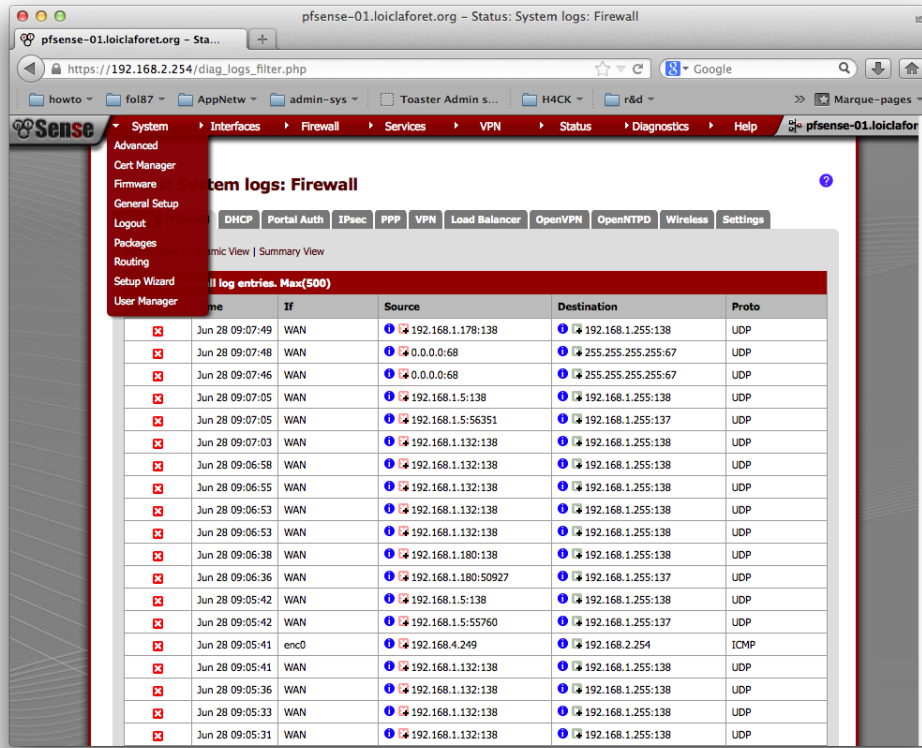 pfsense-01.loiclaforet.org – Status: System logs: Firewall
pfsense-01.loiclaforet.org – Sta...
https://192.168.2.254/diag_logs_filter.php Google
howto fol87 AppNetw admin-sys Toaster Admin s... H4CK r&d Marque-pages
Sense System Interfaces Firewall Services VPN Status Diagnostics Help pfsense-01.loiclafor
Advanced
Cert Manager
Firmware
System logs: Firewall
General Setup
Logout
DHCP Portal Auth IPsec PPP VPN Load Balancer OpenVPN OpenNTPD Wireless Settings
Packages
amic View | Summary View
Routing
Setup Wizard
all log entries. Max(500)
User Manager
me If Source Destination Proto
Jun 28 09:07:49 WAN 192.168.1.178:138 192.168.1.255:138 UDP
Jun 28 09:07:48 WAN 0.0.0.0:68 255.255.255.255:67 UDP
Jun 28 09:07:46 WAN 0.0.0.0:68 255.255.255.255:67 UDP
Jun 28 09:07:05 WAN 192.168.1.5:138 192.168.1.255:138 UDP
Jun 28 09:07:05 WAN 192.168.1.5:56351 192.168.1.255:137 UDP
Jun 28 09:07:03 WAN 192.168.1.132:138 192.168.1.255:138 UDP
Jun 28 09:06:58 WAN 192.168.1.132:138 192.168.1.255:138 UDP
Jun 28 09:06:55 WAN 192.168.1.132:138 192.168.1.255:138 UDP
Jun 28 09:06:53 WAN 192.168.1.132:138 192.168.1.255:138 UDP
Jun 28 09:06:53 WAN 192.168.1.132:138 192.168.1.255:138 UDP
Jun 28 09:06:38 WAN 192.168.1.180:138 192.168.1.255:138 UDP
Jun 28 09:06:36 WAN 192.168.1.180:50927 192.168.1.255:137 UDP
Jun 28 09:05:42 WAN 192.168.1.5:138 192.168.1.255:138 UDP
Jun 28 09:05:42 WAN 192.168.1.5:55760 192.168.1.255:137 UDP
Jun 28 09:05:41 enc0 192.168.4.249 192.168.2.254 ICMP
Jun 28 09:05:41 WAN 192.168.1.132:138 192.168.1.255:138 UDP
Jun 28 09:05:36 WAN 192.168.1.132:138 192.168.1.255:138 UDP
Jun 28 09:05:33 WAN 192.168.1.132:138 192.168.1.255:138 UDP
Jun 28 09:05:31 WAN 192.168.1.132:138 192.168.1.255:138 UDP